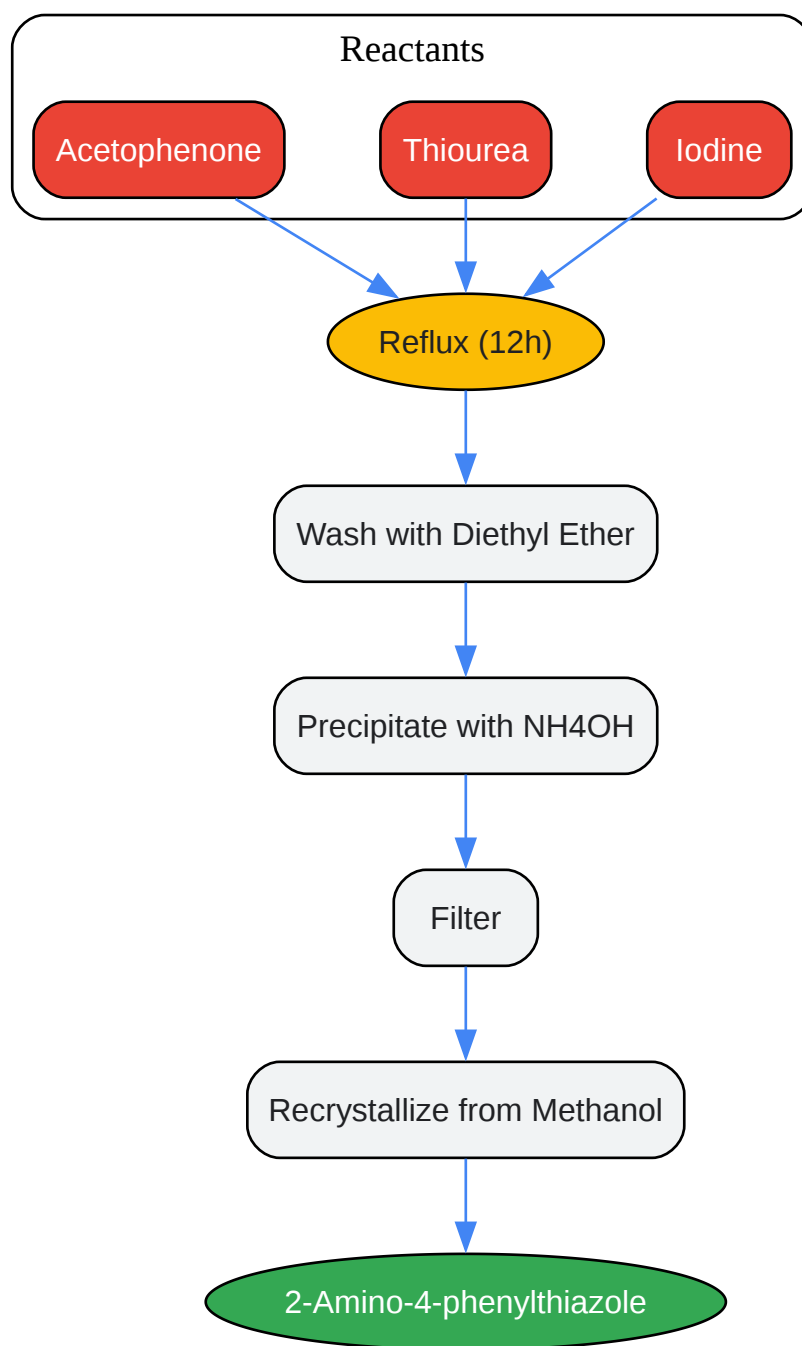 Reactants
Acetophenone
Thiourea
Iodine
Reflux (12h)
Wash with Diethyl Ether
Precipitate with NH4OH
Filter
Recrystallize from Methanol
2-Amino-4-phenylthiazole